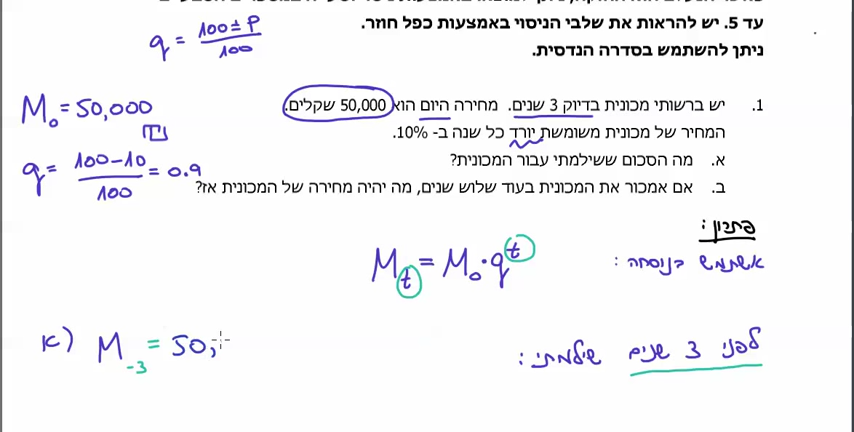 עד 5. יש להראות את שלבי הניסוי באמצעות כפל חוזר.
ניתן להשתמש בסדרה הנדסית.
q = (100 ± P)/100
1. יש ברשותי מכונית בדיוק 3 שנים. מחירה היום הוא 50,000 שקלים.
המחיר של מכונית משומשת יורד כל שנה ב- 10%.
א. מה הסכום ששילמתי עבור המכונית?
ב. אם אמכור את המכונית בעוד שלוש שנים, מה יהיה מחירה של המכונית אז?
M₀ = 50,000
q = (100-10)/100 = 0.9
פתרון:
אשתמש בנוסחה:
Mₜ = M₀ · qᵗ
לפני 3 שנים שילמתי:
א) M₋₃ = 50,